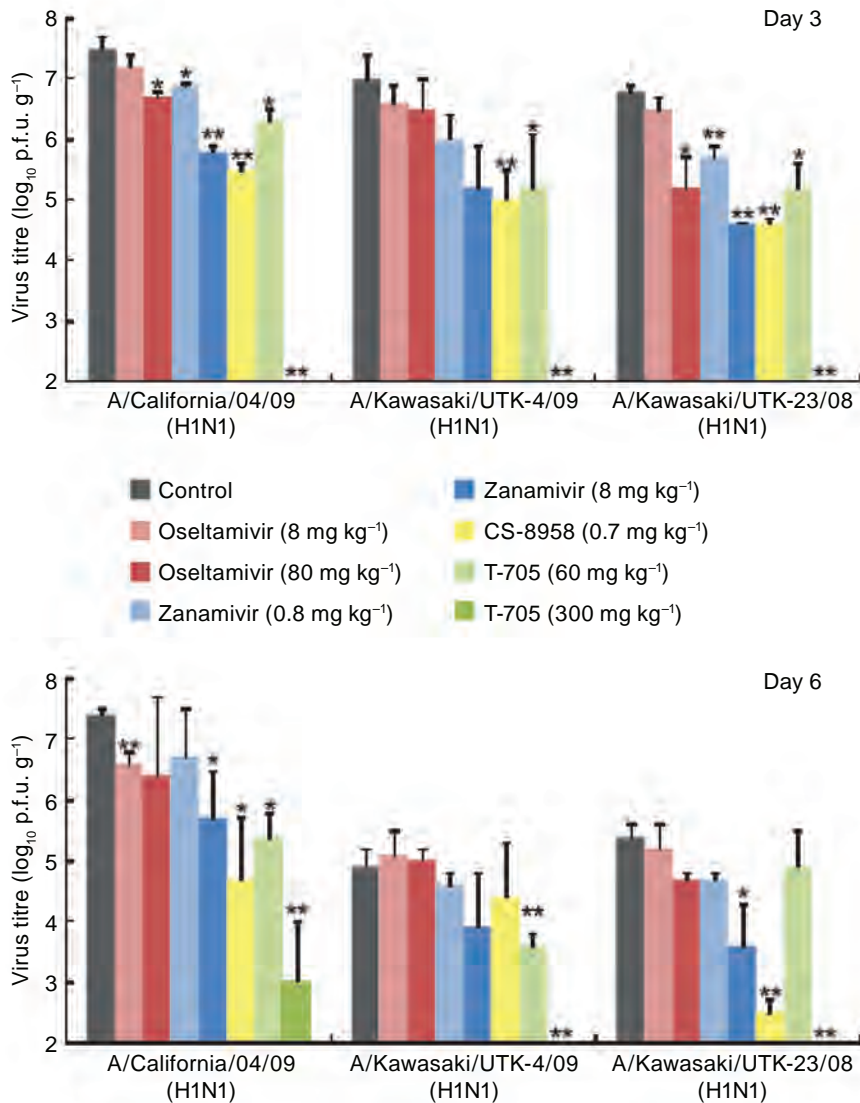 Day 3
Virus titre (log₁₀ p.f.u. g⁻¹)
8
7
6
5
4
3
2
* * ** ** * **
** * **
* ** ** ** * **
A/California/04/09 A/Kawasaki/UTK-4/09 A/Kawasaki/UTK-23/08
(H1N1) (H1N1) (H1N1)
Control
Oseltamivir (8 mg kg⁻¹)
Oseltamivir (80 mg kg⁻¹)
Zanamivir (0.8 mg kg⁻¹)
Zanamivir (8 mg kg⁻¹)
CS-8958 (0.7 mg kg⁻¹)
T-705 (60 mg kg⁻¹)
T-705 (300 mg kg⁻¹)
Day 6
Virus titre (log₁₀ p.f.u. g⁻¹)
8
7
6
5
4
3
2
** * * * **
** **
* ** **
A/California/04/09 A/Kawasaki/UTK-4/09 A/Kawasaki/UTK-23/08
(H1N1) (H1N1) (H1N1)